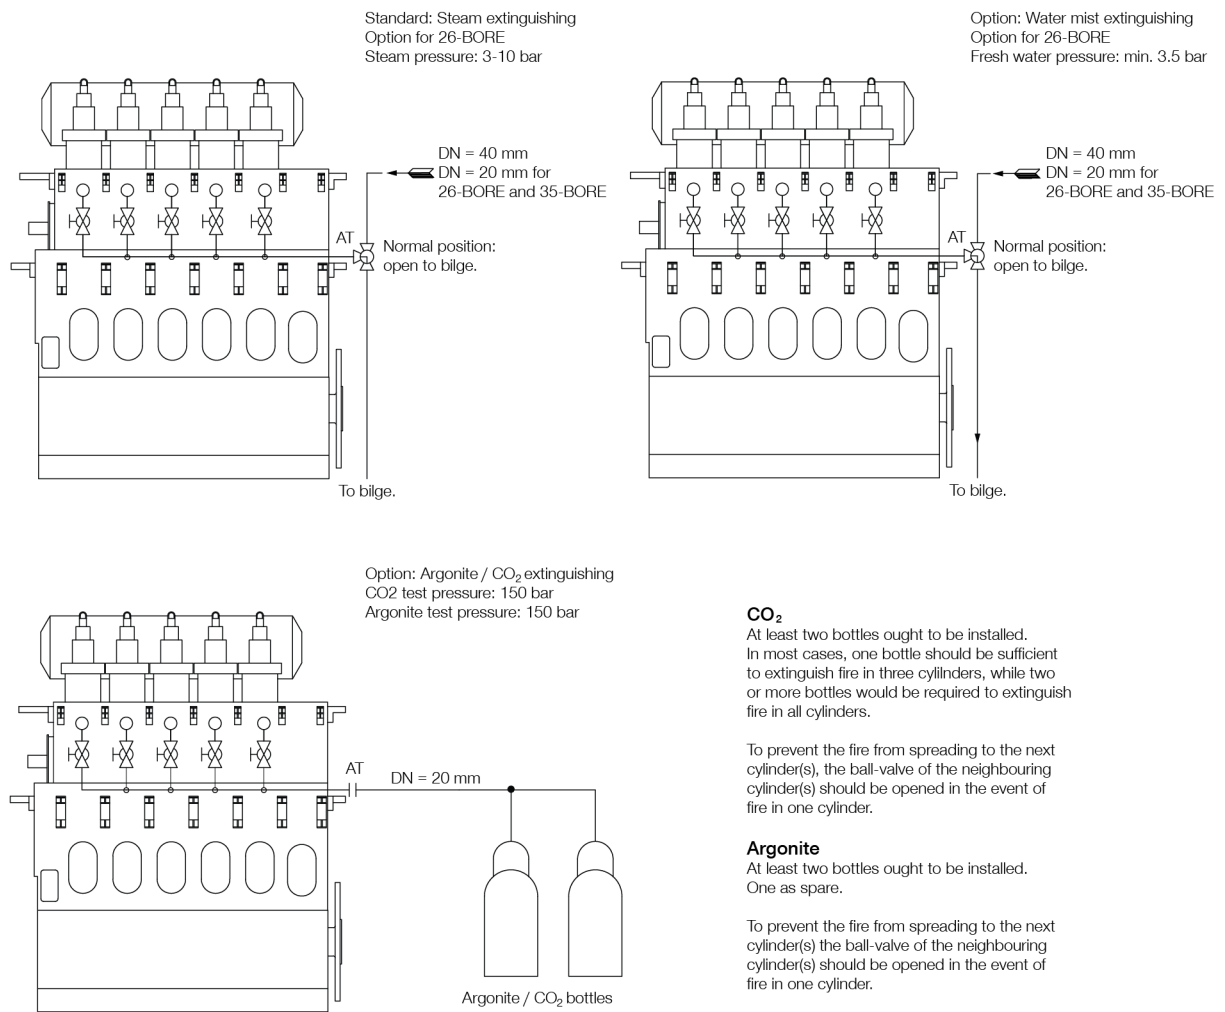 Standard: Steam extinguishing
Option for 26-BORE
Steam pressure: 3-10 bar
DN = 40 mm
DN = 20 mm for
26-BORE and 35-BORE
AT
Normal position:
open to bilge.
To bilge.
Option: Water mist extinguishing
Option for 26-BORE
Fresh water pressure: min. 3.5 bar
DN = 40 mm
DN = 20 mm for
26-BORE and 35-BORE
AT
Normal position:
open to bilge.
To bilge.
Option: Argonite / CO₂ extinguishing
CO2 test pressure: 150 bar
Argonite test pressure: 150 bar
AT
DN = 20 mm
Argonite / CO₂ bottles
CO₂
At least two bottles ought to be installed.
In most cases, one bottle should be sufficient
to extinguish fire in three cylilnders, while two
or more bottles would be required to extinguish
fire in all cylinders.
To prevent the fire from spreading to the next
cylinder(s), the ball-valve of the neighbouring
cylinder(s) should be opened in the event of
fire in one cylinder.
Argonite
At least two bottles ought to be installed.
One as spare.
To prevent the fire from spreading to the next
cylinder(s) the ball-valve of the neighbouring
cylinder(s) should be opened in the event of
fire in one cylinder.